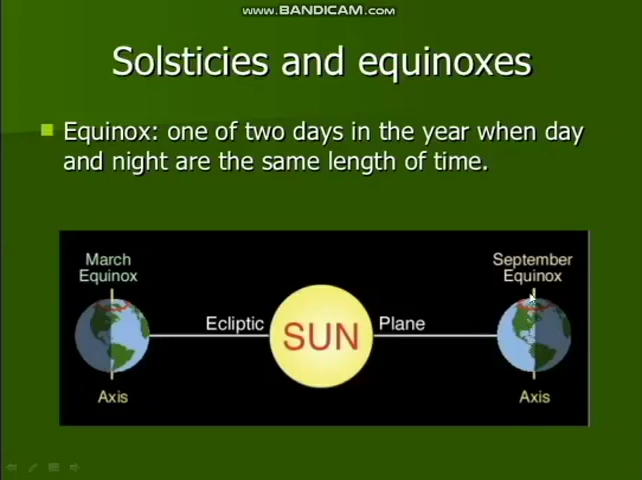 www.BANDICAM.com
Solsticies and equinoxes
Equinox: one of two days in the year when day
and night are the same length of time.
March
Equinox
September
Equinox
Ecliptic
SUN
Plane
Axis
Axis